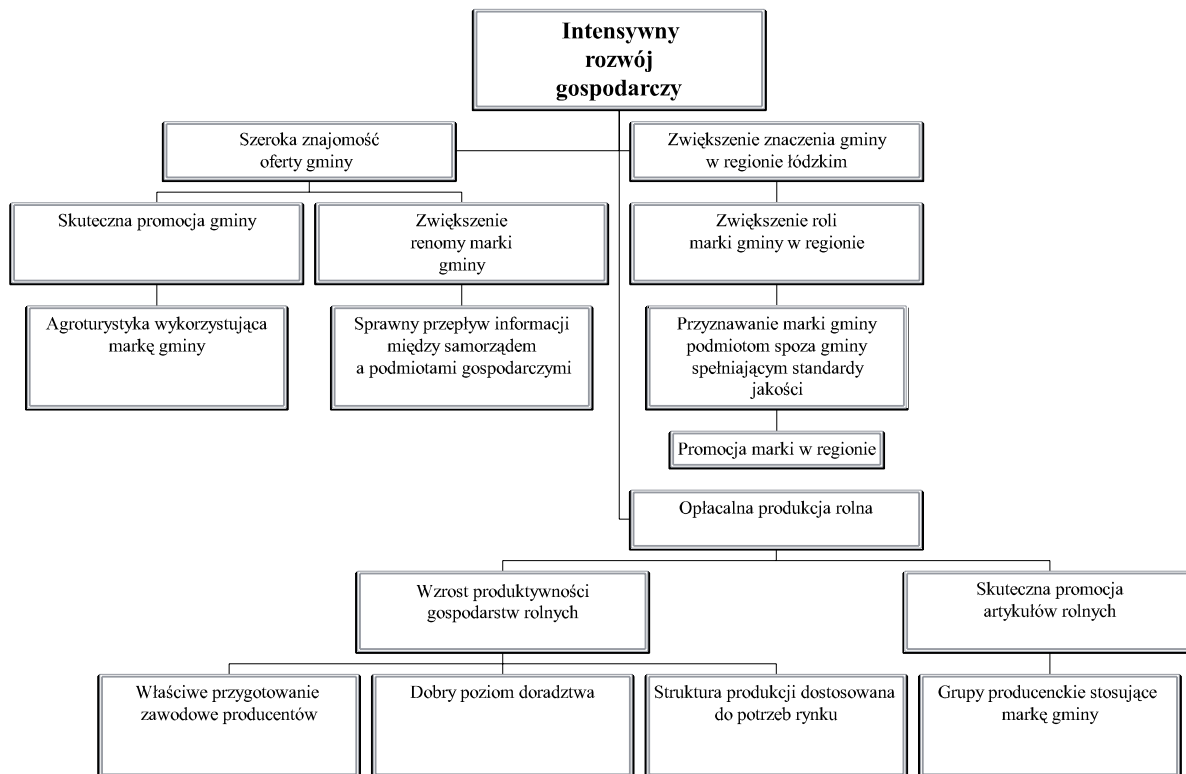 Intensywny
rozwój
gospodarczy
Szeroka znajomość
oferty gminy
Zwiększenie znaczenia gminy
w regionie łódzkim
Skuteczna promocja gminy
Zwiększenie
renomy marki
gminy
Zwiększenie roli
marki gminy w regionie
Agroturystyka wykorzystująca
markę gminy
Sprawny przepływ informacji
między samorządem
a podmiotami gospodarczymi
Przyznawanie marki gminy
podmiotom spoza gminy
spełniającym standardy
jakości
Promocja marki w regionie
Opłacalna produkcja rolna
Wzrost produktywności
gospodarstw rolnych
Skuteczna promocja
artykułów rolnych
Właściwe przygotowanie
zawodowe producentów
Dobry poziom doradztwa
Struktura produkcji dostosowana
do potrzeb rynku
Grupy producenckie stosujące
markę gminy